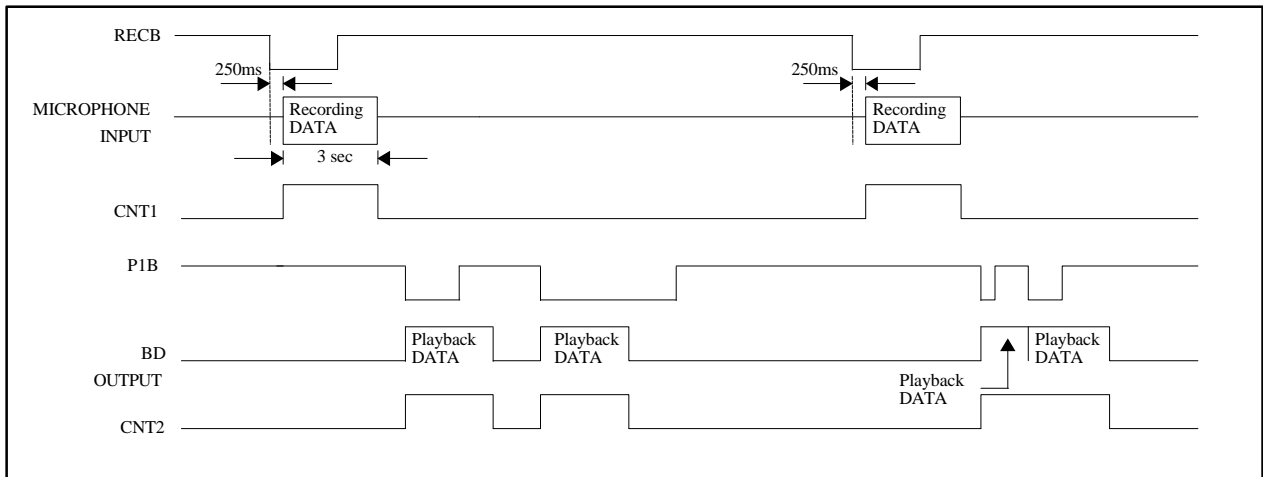 RECB
250ms
250ms
MICROPHONE
INPUT
Recording
DATA
Recording
DATA
3 sec
CNT1
P1B
BD
OUTPUT
Playback
DATA
Playback
DATA
Playback
DATA
Playback
DATA
CNT2